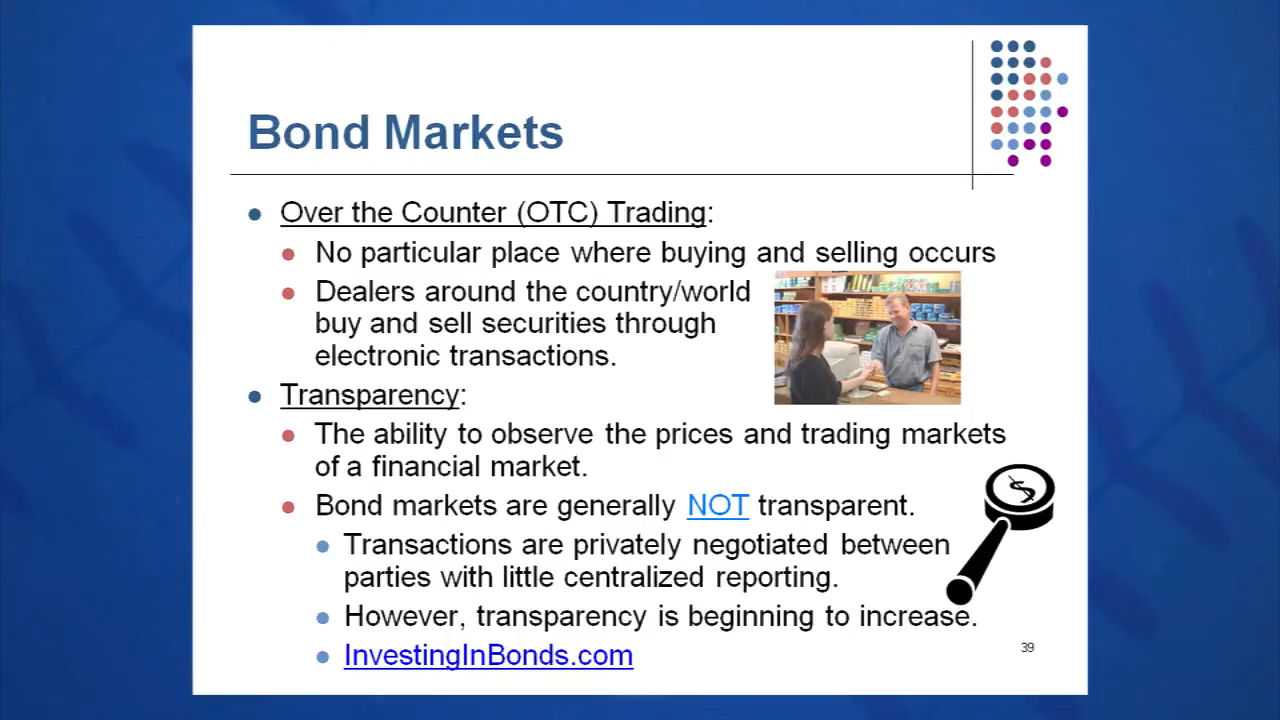 Bond Markets
Over the Counter (OTC) Trading:
No particular place where buying and selling occurs
Dealers around the country/world
buy and sell securities through
electronic transactions.
Transparency:
The ability to observe the prices and trading markets
of a financial market.
Bond markets are generally NOT transparent.
Transactions are privately negotiated between
parties with little centralized reporting.
However, transparency is beginning to increase.
InvestingInBonds.com
$
39